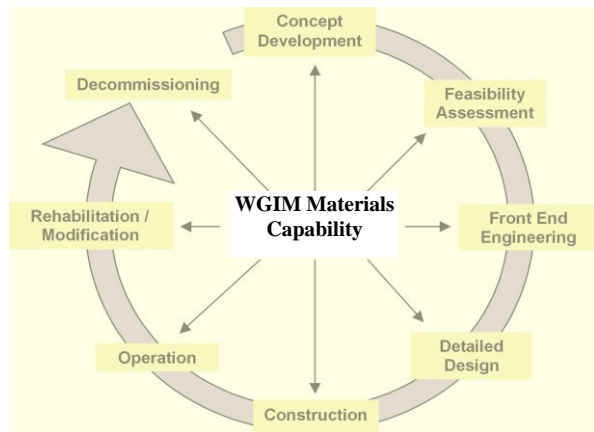 Concept
Development
Decommissioning
Feasibility
Assessment
WGIM Materials
Capability
Rehabilitation /
Modification
Front End
Engineering
Operation
Detailed
Design
Construction